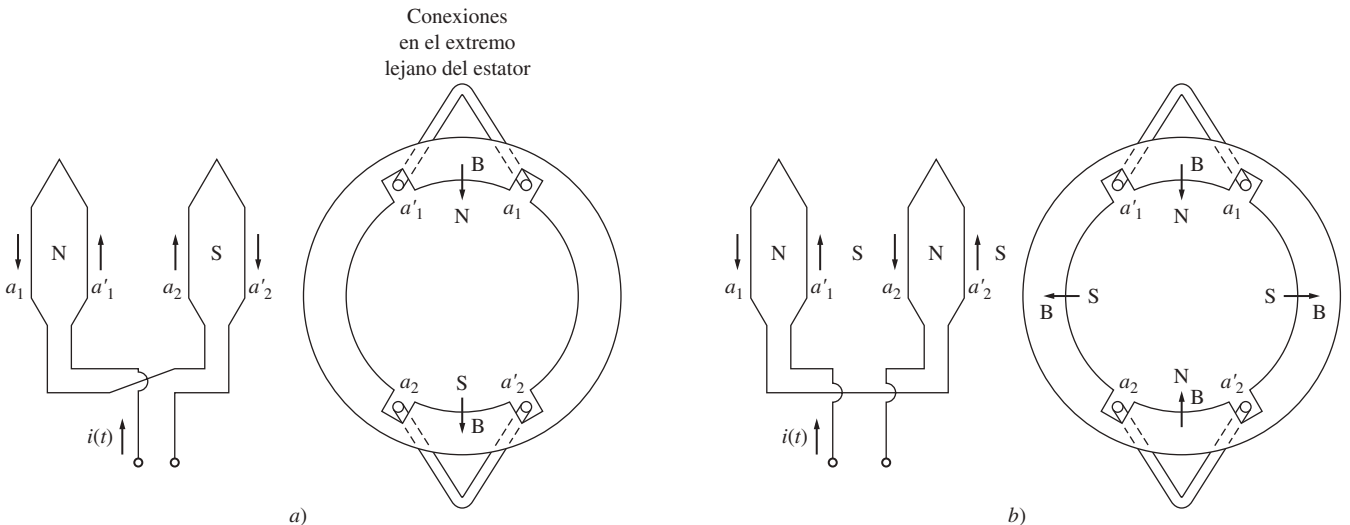 Conexiones
en el extremo
lejano del estator
B
N
a'1
a1
N
S
a1
a'1
a2
a'2
a2
S
a'2
B
i(t)
a)
B
N
a'1
a1
N
S
N
S
a1
a'1
a2
a'2
S
B
S
B
a2
N
B
a'2
i(t)
b)